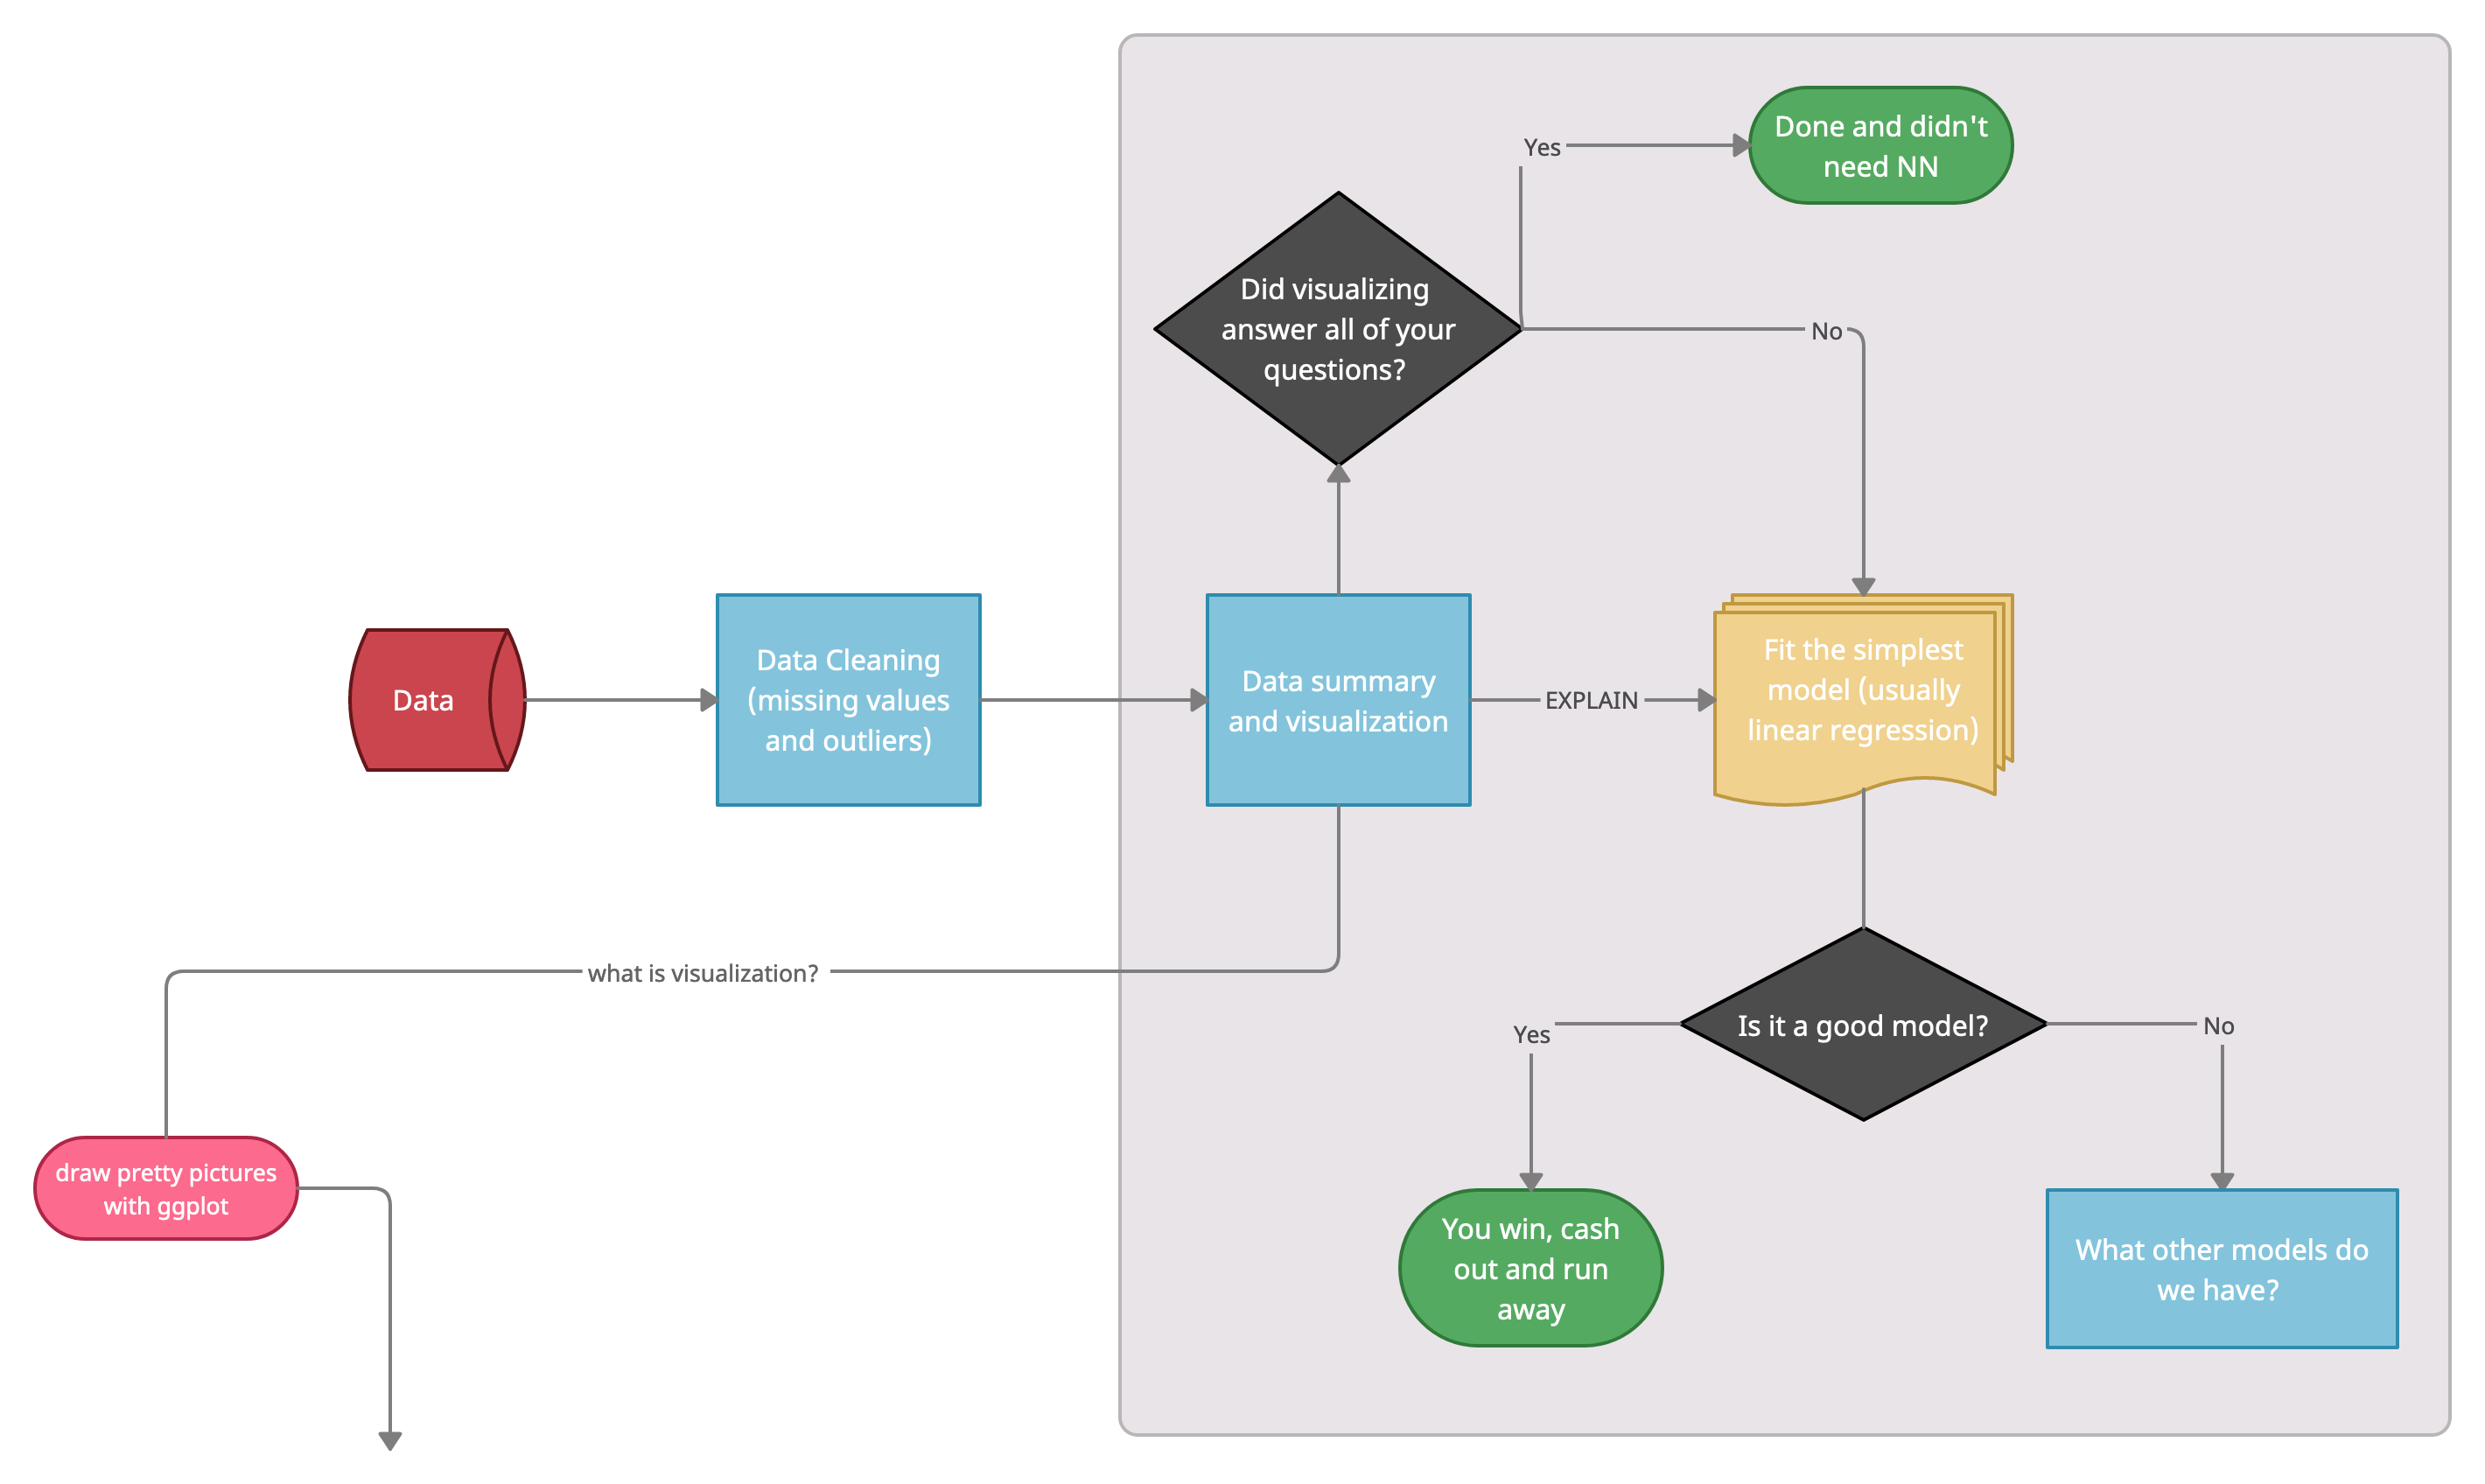 Yes
Done and didn't
need NN
Did visualizing
answer all of your
questions?
No
Data
Data Cleaning
(missing values
and outliers)
Data summary
and visualization
EXPLAIN
Fit the simplest
model (usually
linear regression)
what is visualization?
Is it a good model?
Yes
No
draw pretty pictures
with ggplot
You win, cash
out and run
away
What other models do
we have?